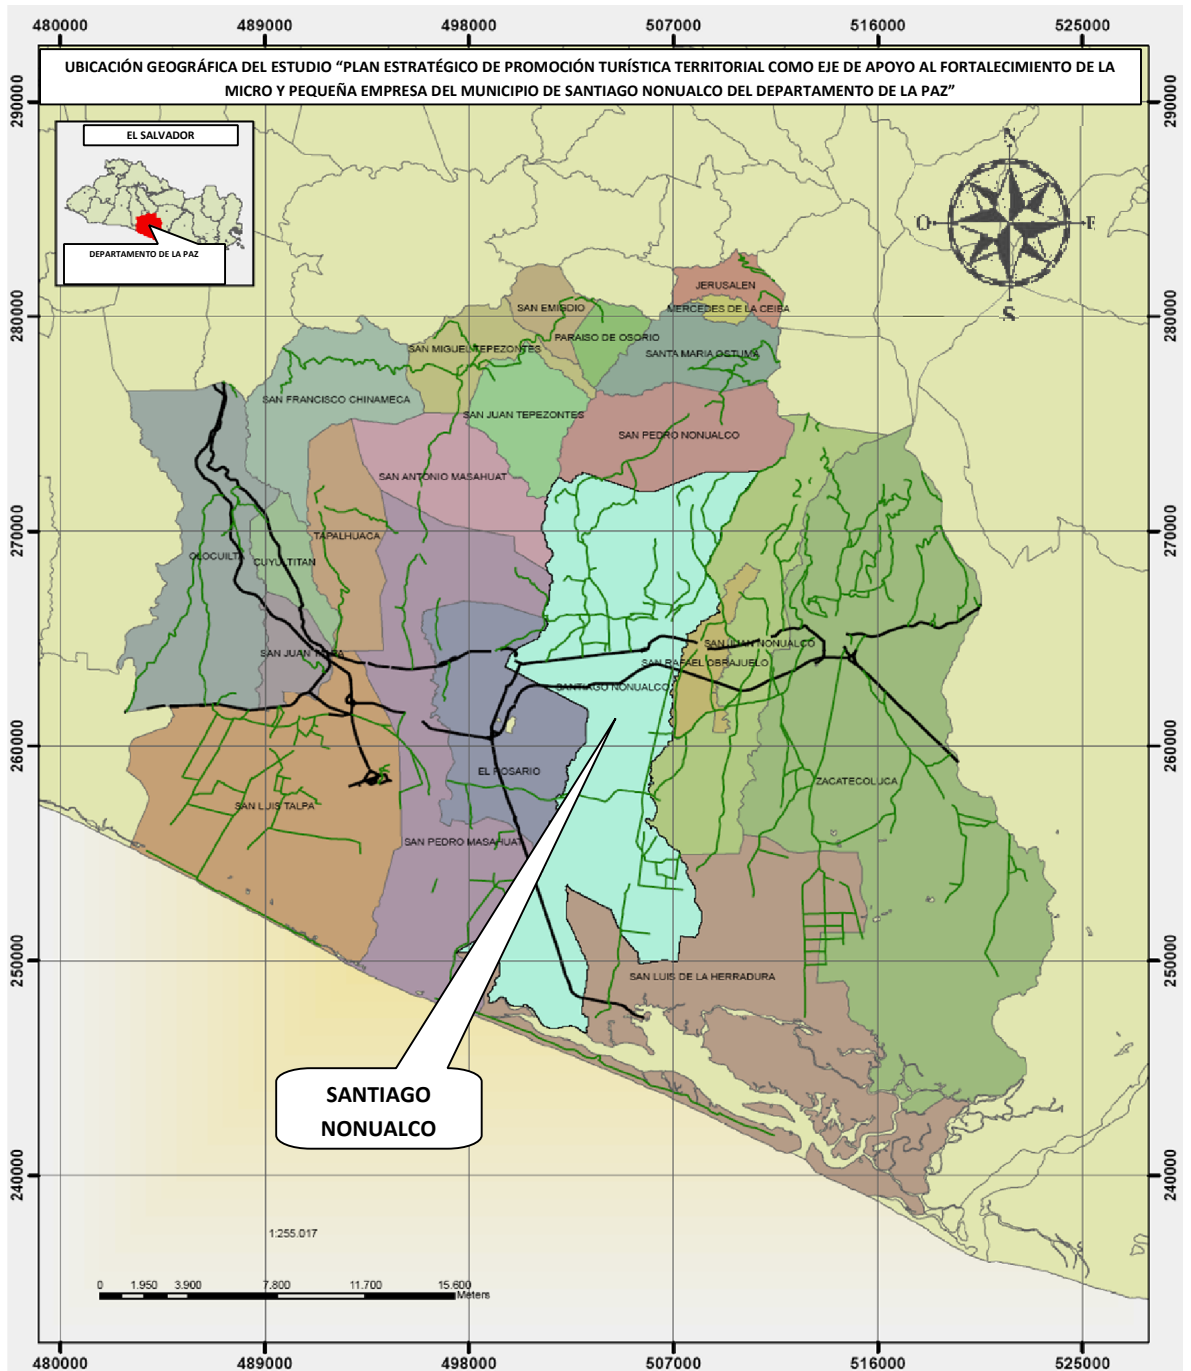 480000 489000 498000 507000 516000 525000
UBICACIÓN GEOGRÁFICA DEL ESTUDIO “PLAN ESTRATÉGICO DE PROMOCIÓN TURÍSTICA TERRITORIAL COMO EJE DE APOYO AL FORTALECIMIENTO DE LA
MICRO Y PEQUEÑA EMPRESA DEL MUNICIPIO DE SANTIAGO NONUALCO DEL DEPARTAMENTO DE LA PAZ”
290000 290000
EL SALVADOR
DEPARTAMENTO DE LA PAZ
N
O E
S
JERUSALEN
MERCEDES DE LA CEIBA
280000 280000
SAN EMIGDIO
PARAISO DE OSORIO
SAN MIGUEL TEPEZONTES
SANTA MARIA OSTUMA
SAN FRANCISCO CHINAMECA
SAN JUAN TEPEZONTES
SAN PEDRO NONUALCO
SAN ANTONIO MASAHUAT
270000 270000
TAPALHUACA
OLOCUILTA
CUYULTITAN
SAN JUAN NONUALCO
SAN JUAN TALPA
SAN RAFAEL OBRAJUELO
SANTIAGO NONUALCO
260000 260000
EL ROSARIO
ZACATECOLUCA
SAN LUIS TALPA
SAN PEDRO MASAHUAT
250000 250000
SAN LUIS DE LA HERRADURA
SANTIAGO
NONUALCO
240000 240000
1:255.017
0 1.950 3.900 7.800 11.700 15.600
Meters
480000 489000 498000 507000 516000 525000